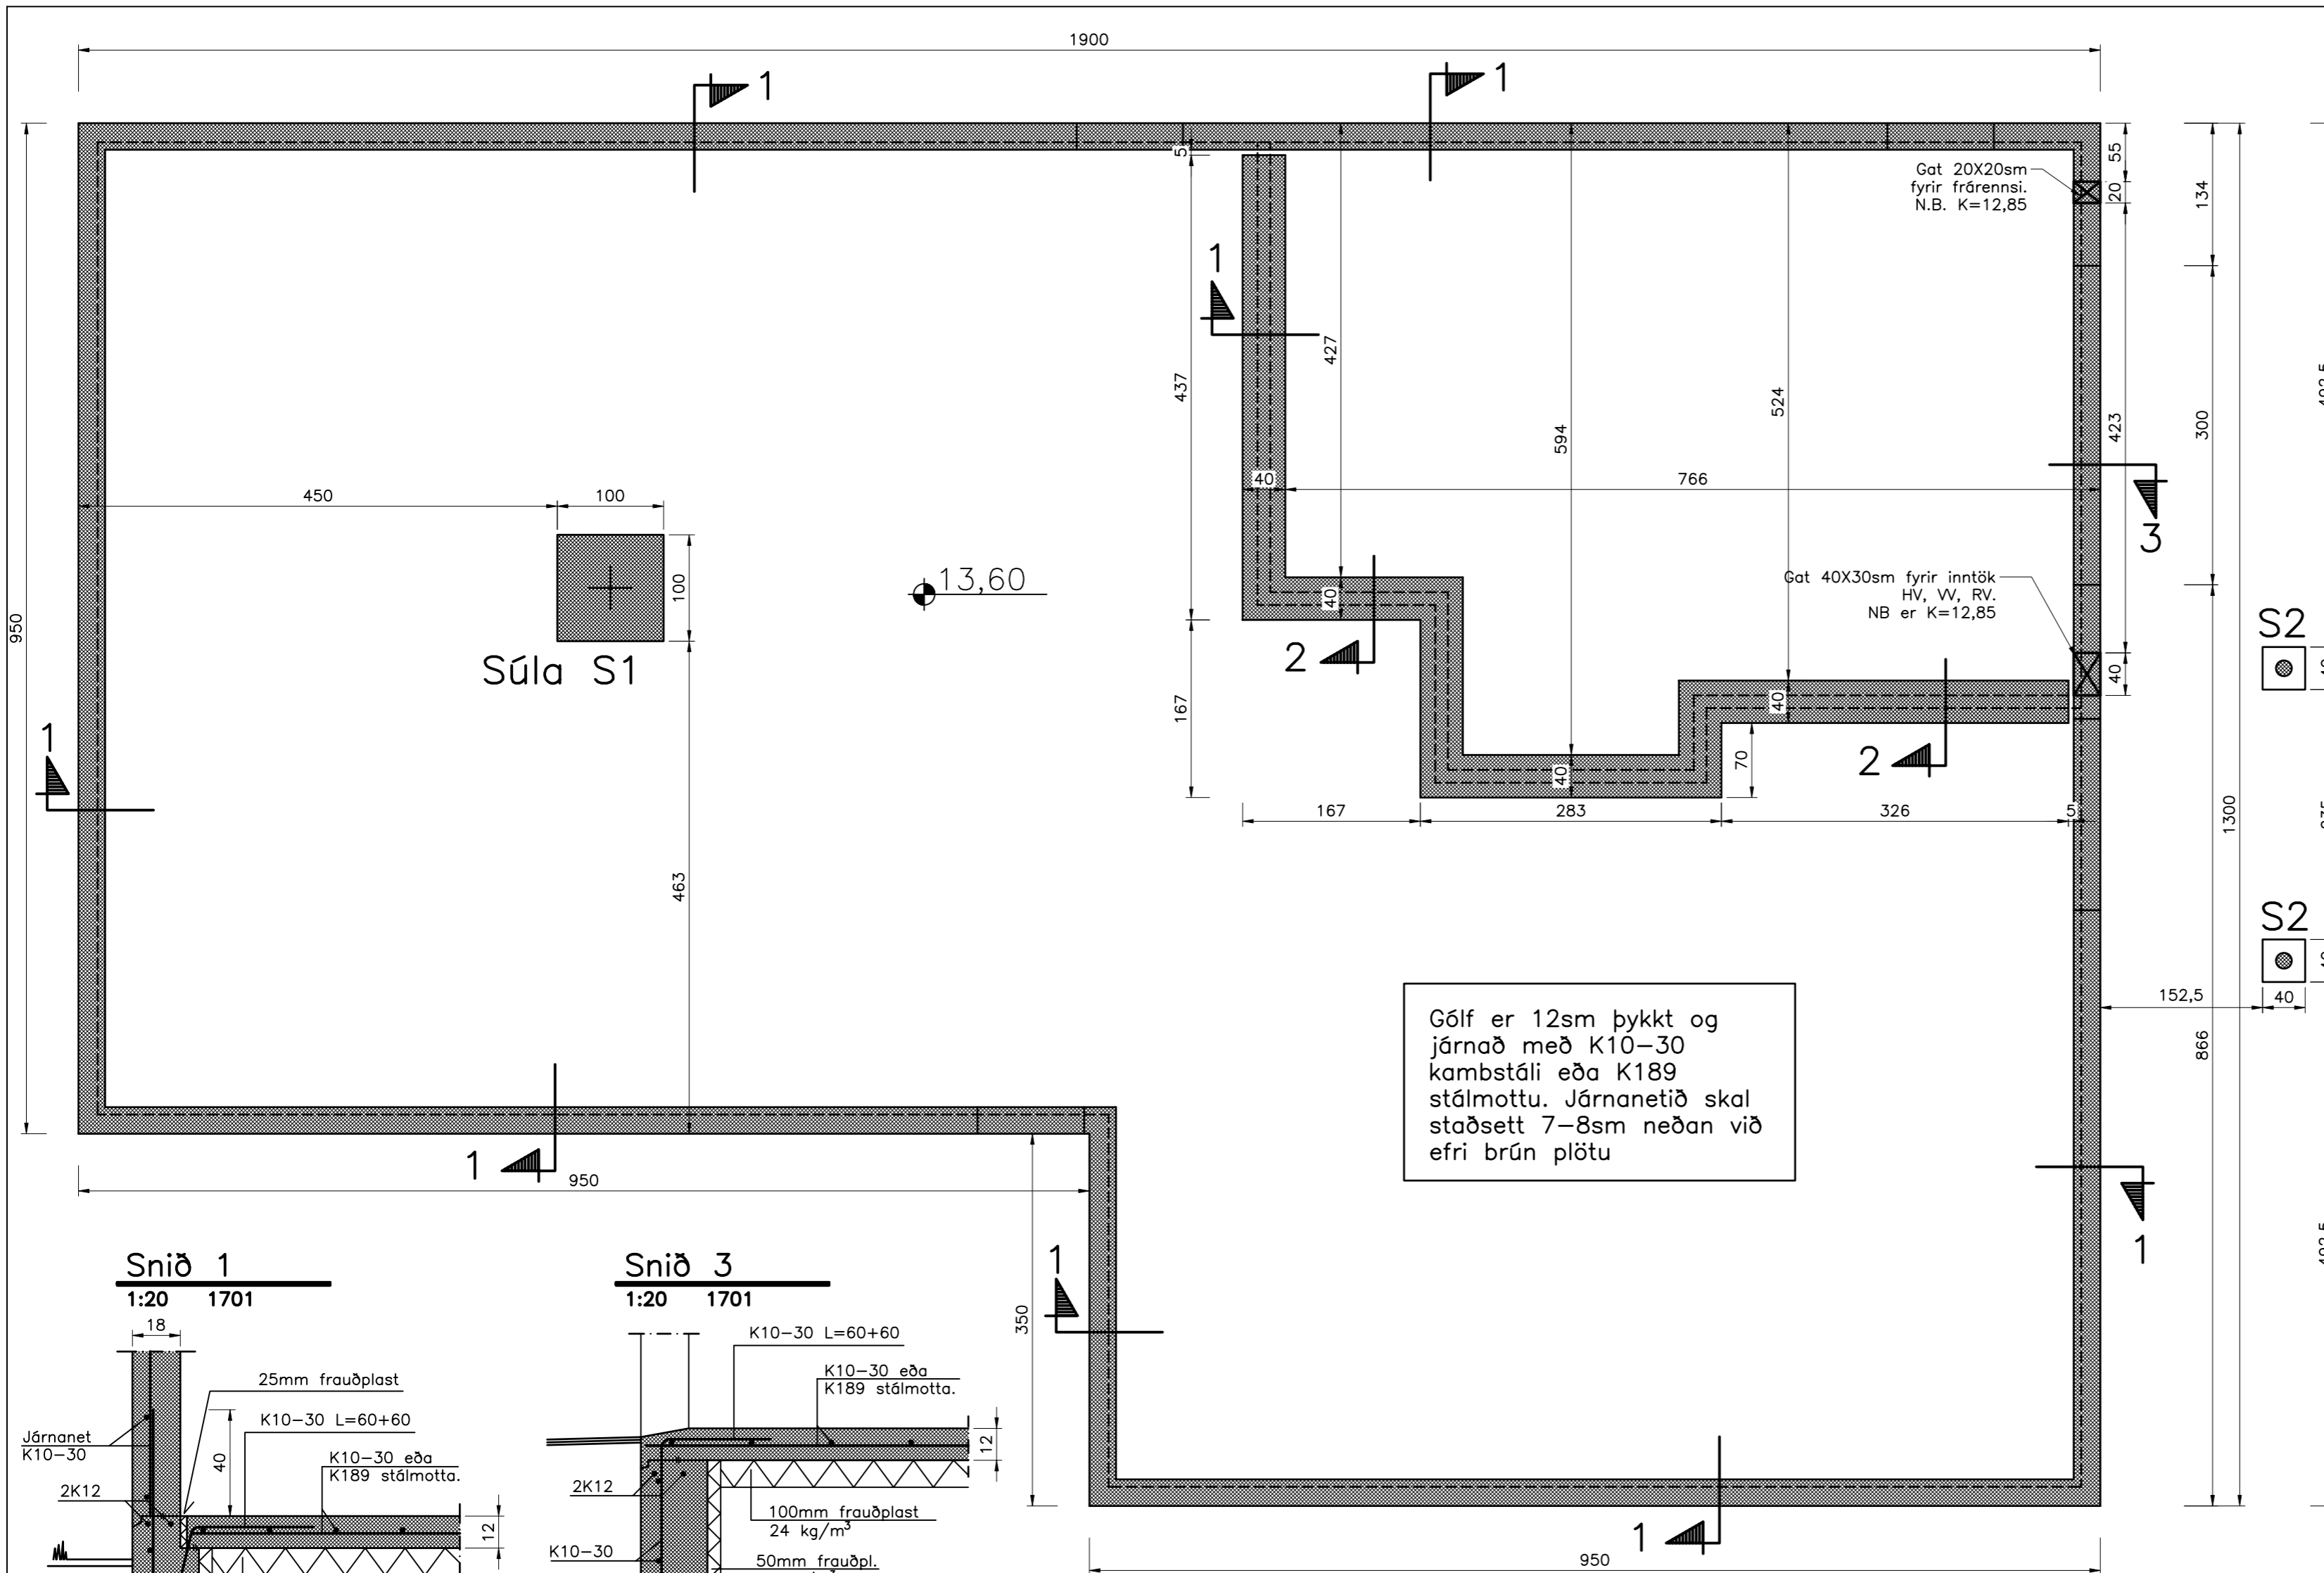 1900
1
1
950
5
55
20
134
Gat 20X20sm
fyrir frárennsi.
N.B. K=12,85
1
427
437
594
524
423
300
40
766
450
100
100
3
13,60
Gat 40X30sm fyrir inntök
HV, VV, RV.
NB er K=12,85
40
Súla S1
2
S2
40
167
40
40
70
2
1
167
283
326
5
1300
463
S2
40
152,5
866
Gólf er 12sm þykkt og
járnað með K10-30
kambstáli eða K189
stálmottu. Járnanetið skal
staðsett 7-8sm neðan við
efri brún plötu
1
950
350
1
1
1
950
Snið 1
1:20 1701
18
25mm frauðplast
K10-30 L=60+60
Járnanet
K10-30
40
K10-30 eða
K189 stálmotta.
2K12
12
Snið 3
1:20 1701
K10-30 L=60+60
K10-30 eða
K189 stálmotta.
12
2K12
100mm frauðplast
24 kg/m³
K10-30
50mm frauðpl.